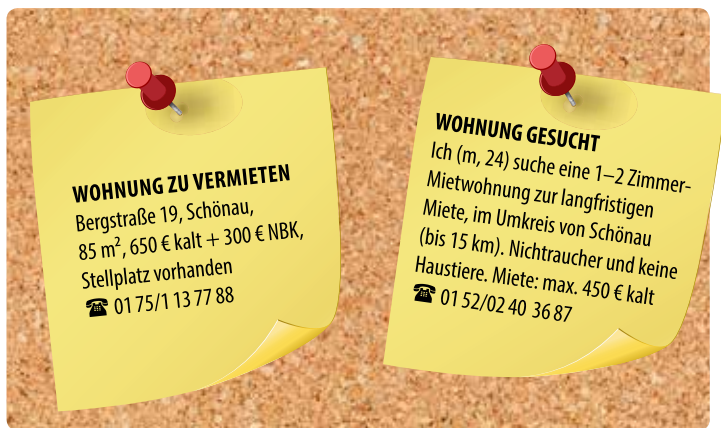 WOHNUNG ZU VERMIETEN
Bergstraße 19, Schönau,
85 m², 650 € kalt + 300 € NBK,
Stellplatz vorhanden
☎ 01 75/1 13 77 88
WOHNUNG GESUCHT
Ich (m, 24) suche eine 1–2 Zimmer-
Mietwohnung zur langfristigen
Miete, im Umkreis von Schönau
(bis 15 km). Nichtraucher und keine
Haustiere. Miete: max. 450 € kalt
☎ 01 52/02 40 36 87